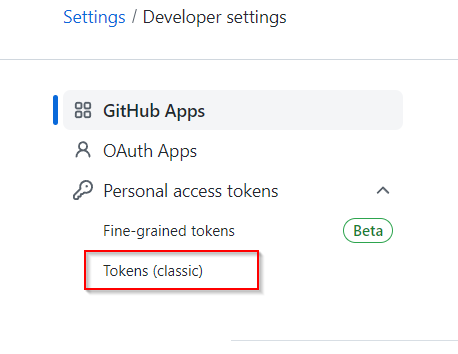 Settings / Developer settings
GitHub Apps
OAuth Apps
Personal access tokens
Fine-grained tokens Beta
Tokens (classic)